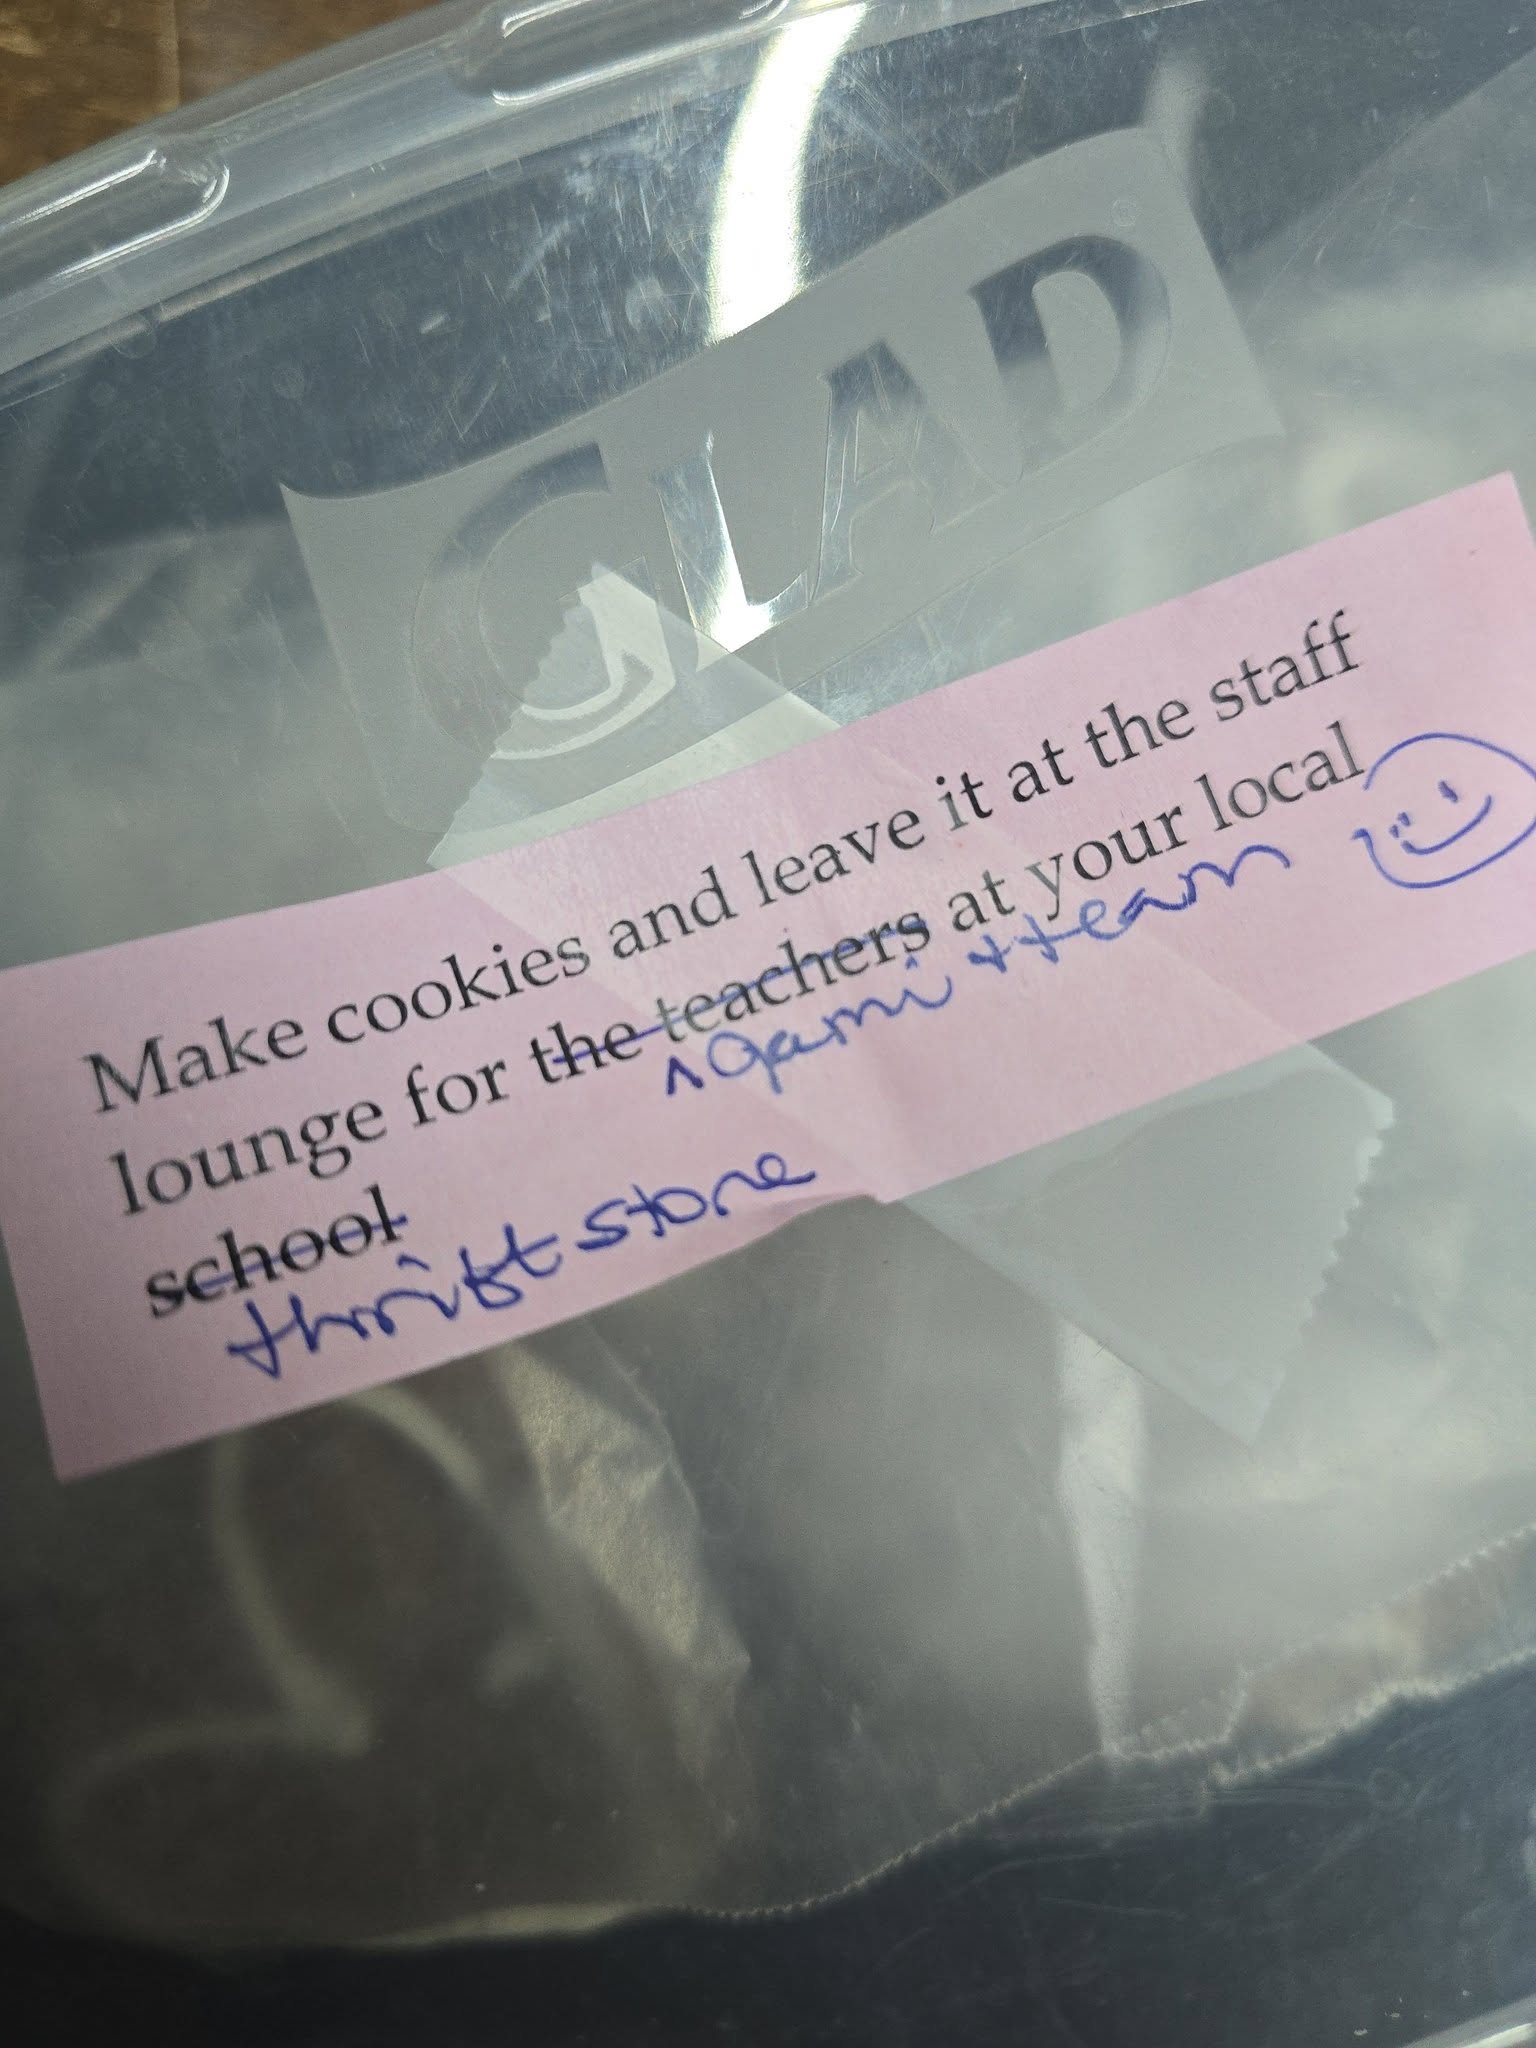 GLAD
Make cookies and leave it at the staff
lounge for the teachers at your local
^ Qami + team
school
thrift store